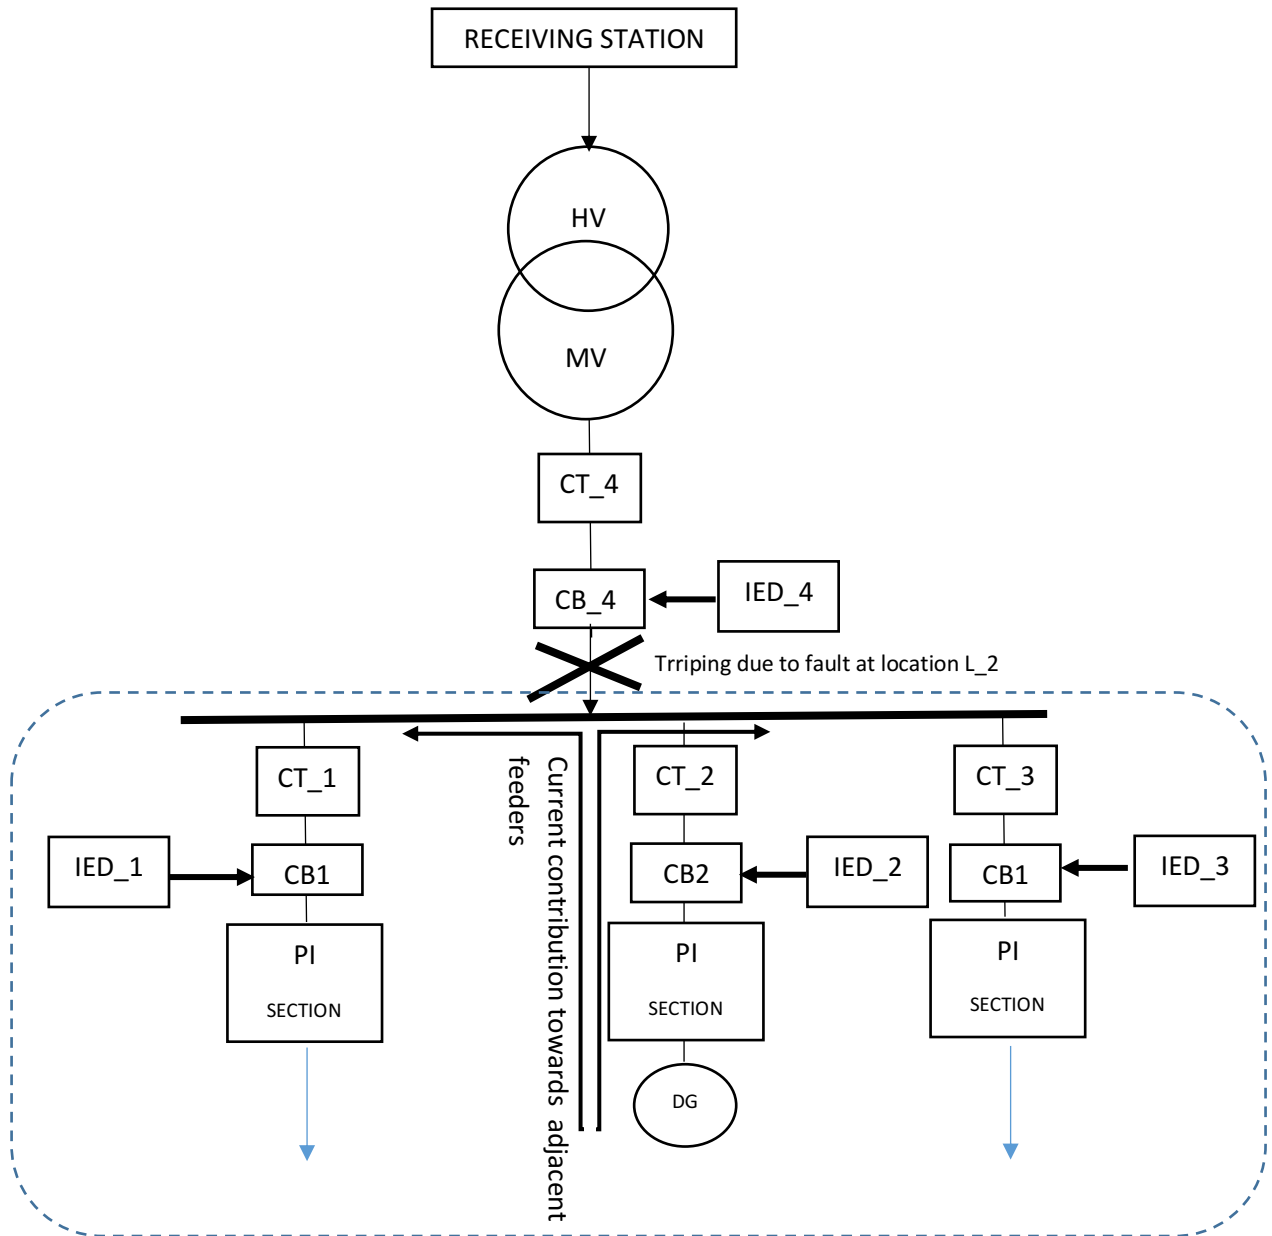 RECEIVING STATION
HV
MV
CT_4
CB_4
IED_4
Trriping due to fault at location L_2
CT_1
CT_2
CT_3
Current contribution towards adjacent
feeders
IED_1
CB1
CB2
IED_2
CB1
IED_3
PI
SECTION
PI
SECTION
PI
SECTION
DG